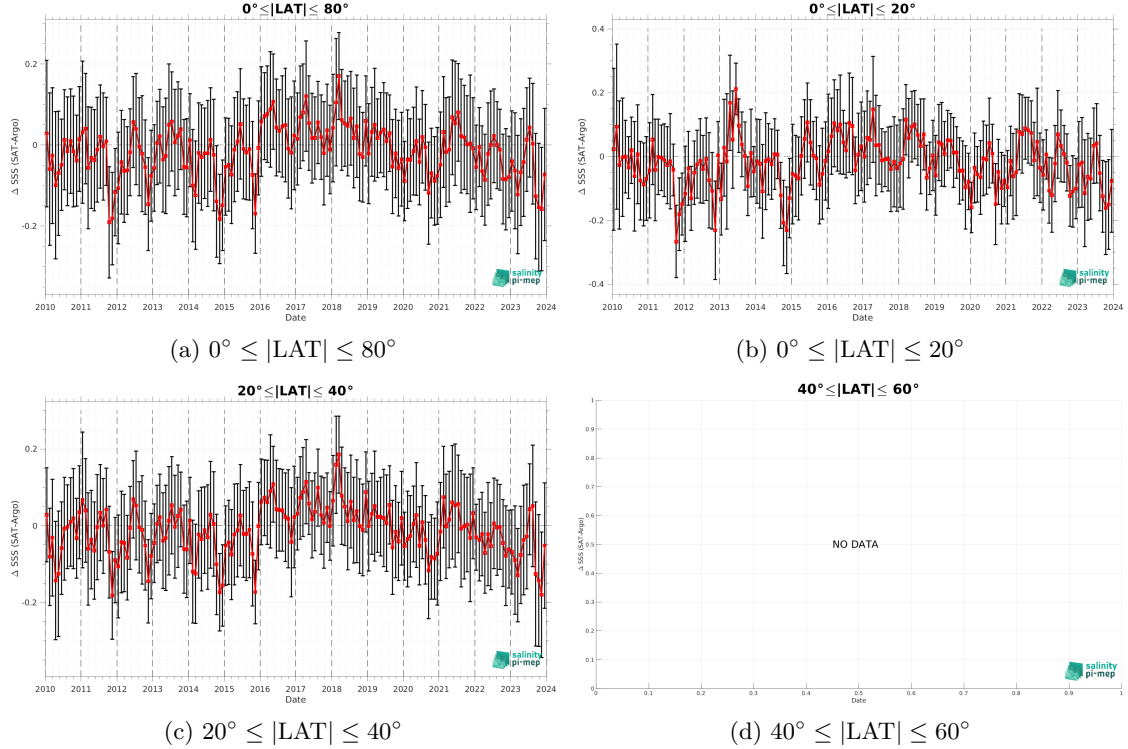 0°≤|LAT|≤ 80°
Δ SSS (SAT-Argo)
0.2
0
-0.2
2010 2011 2012 2013 2014 2015 2016 2017 2018 2019 2020 2021 2022 2023 2024
Date
salinity
pi-mep
(a) 0° ≤ |LAT| ≤ 80°
0°≤|LAT|≤ 20°
Δ SSS (SAT-Argo)
0.4
0.2
0
-0.2
-0.4
2010 2011 2012 2013 2014 2015 2016 2017 2018 2019 2020 2021 2022 2023 2024
Date
salinity
pi-mep
(b) 0° ≤ |LAT| ≤ 20°
20°≤|LAT|≤ 40°
Δ SSS (SAT-Argo)
0.2
0
-0.2
2010 2011 2012 2013 2014 2015 2016 2017 2018 2019 2020 2021 2022 2023 2024
Date
salinity
pi-mep
(c) 20° ≤ |LAT| ≤ 40°
40°≤|LAT|≤ 60°
Δ SSS (SAT-Argo)
1
0.9
0.8
0.7
0.6
0.5
0.4
0.3
0.2
0.1
0
NO DATA
0 0.1 0.2 0.3 0.4 0.5 0.6 0.7 0.8 0.9 1
Date
salinity
pi-mep
(d) 40° ≤ |LAT| ≤ 60°